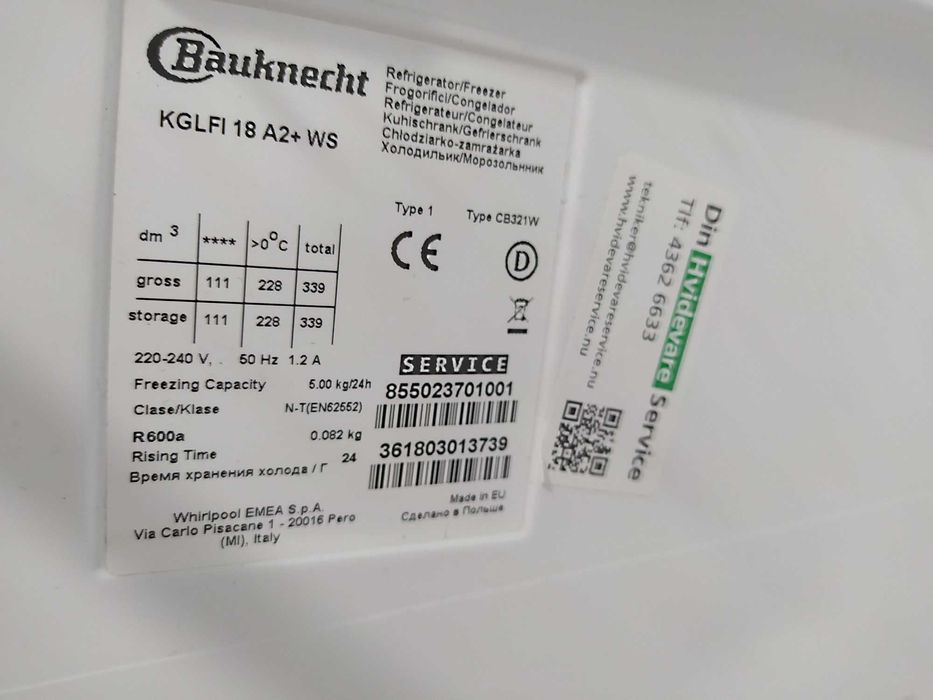 Bauknecht
KGLFI 18 A2+ WS
Refrigerator/Freezer
Frogorifici/Congelador
Refrigerateur/Congelateur
Kuhlschrank/Gefrierschrank
Chłodziarko-zamrażarka
Холодильник/Морозольнник
Type 1 Type CB321W
CE
D
dm 3 **** >0°C total
gross 111 228 339
storage 111 228 339
220-240 V, . 50 Hz 1.2 A
Freezing Capacity 5.00 kg/24h
Clase/Klase N-T(EN62552)
R600a 0.082 kg
Rising Time 24
Время хранения холода / Г
SERVICE
855023701001
361803013739
Made in EU
Сделано в Польше
Whirlpool EMEA S.p.A.
Via Carlo Pisacane 1 - 20016 Pero
(MI), Italy
Din Hvidevare Service
Tlf: 4362 6633
tekniker@hvidevareservice.nu
www.hvidevareservice.nu